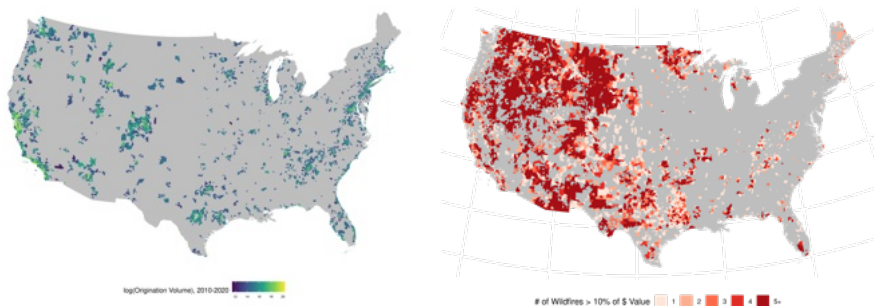 log(Origination Volume), 2010-2020
# of Wildfires > 10% of $ Value 1 2 3 4 5+